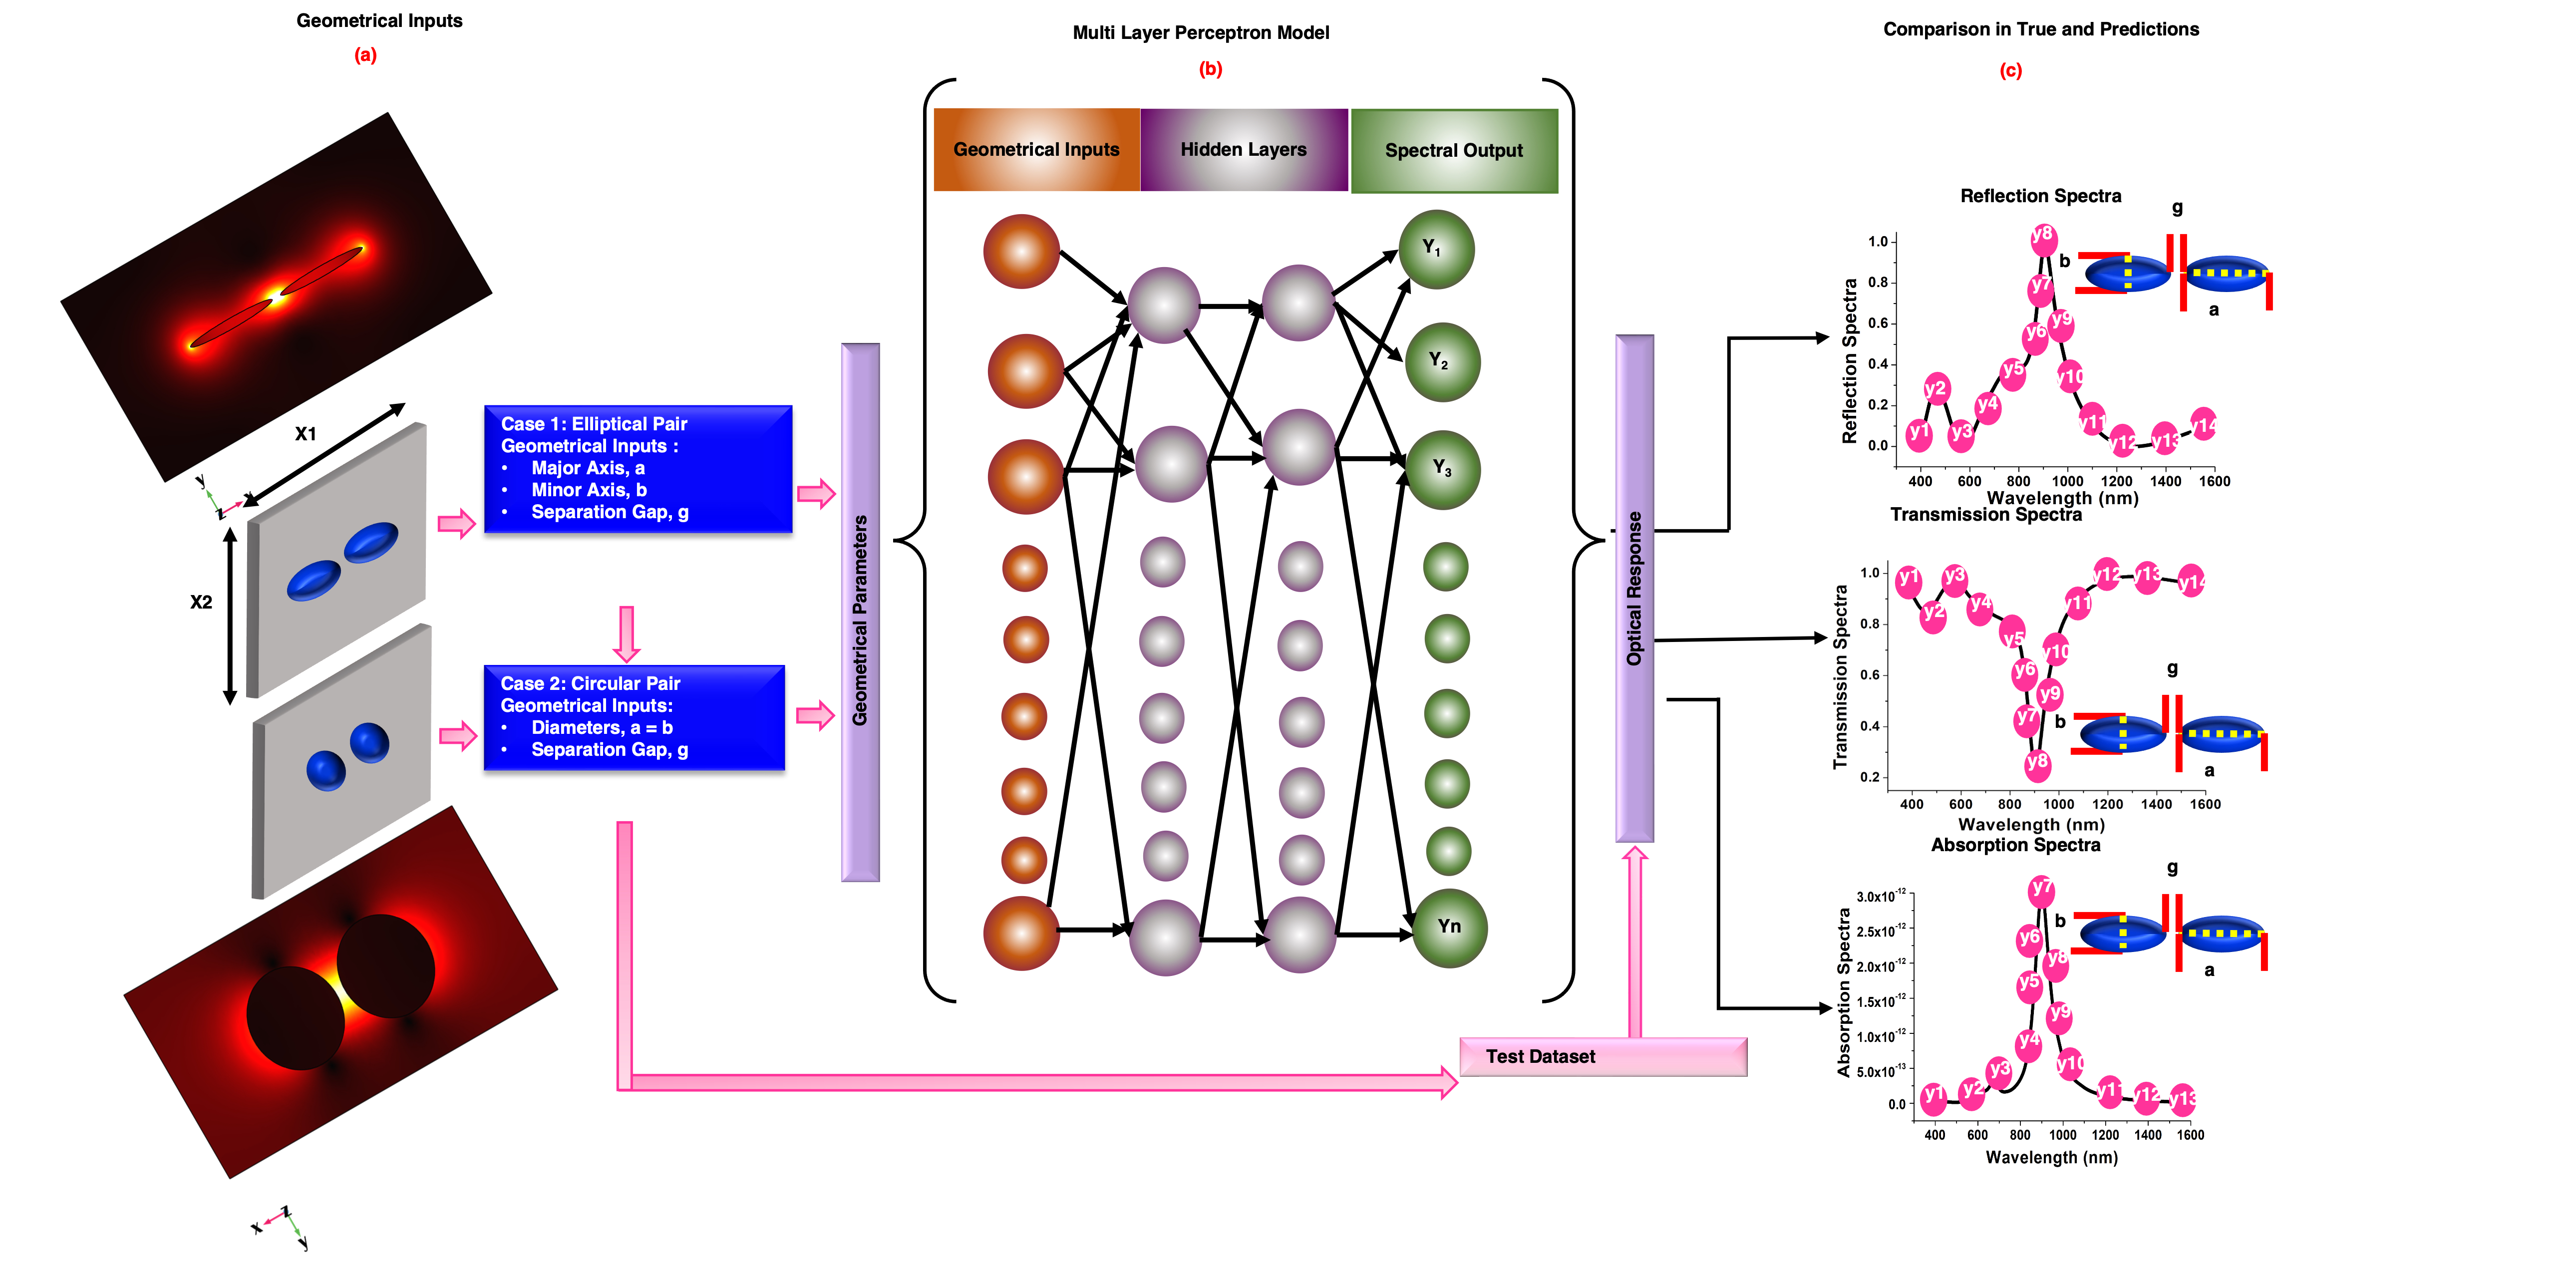 Geometrical Inputs
(a)
X1
y
z
X2
Case 1: Elliptical Pair
Geometrical Inputs :
• Major Axis, a
• Minor Axis, b
• Separation Gap, g
Case 2: Circular Pair
Geometrical Inputs:
• Diameters, a = b
• Separation Gap, g
x
z
y
Geometrical Parameters
Multi Layer Perceptron Model
(b)
Geometrical Inputs
Hidden Layers
Spectral Output
Y1
Y2
Y3
Yn
Optical Response
Test Dataset
Comparison in True and Predictions
(c)
Reflection Spectra
g
b
a
Reflection Spectra
1.0
0.8
0.6
0.4
0.2
0.0
y1
y2
y3
y4
y5
y6
y7
y8
y9
y10
y11
y12
y13
y14
400 600 800 1000 1200 1400 1600
Wavelength (nm)
Transmission Spectra
Transmission Spectra
1.0
0.8
0.6
0.4
0.2
y1
y2
y3
y4
y5
y6
y7
y8
y9
y10
y11
y12
y13
y14
g
b
a
400 600 800 1000 1200 1400 1600
Wavelength (nm)
Absorption Spectra
Absorption Spectra
3.0x10-12
2.5x10-12
2.0x10-12
1.5x10-12
1.0x10-12
5.0x10-13
0.0
y1
y2
y3
y4
y5
y6
y7
y8
y9
y10
y11
y12
y13
g
b
a
400 600 800 1000 1200 1400 1600
Wavelength (nm)